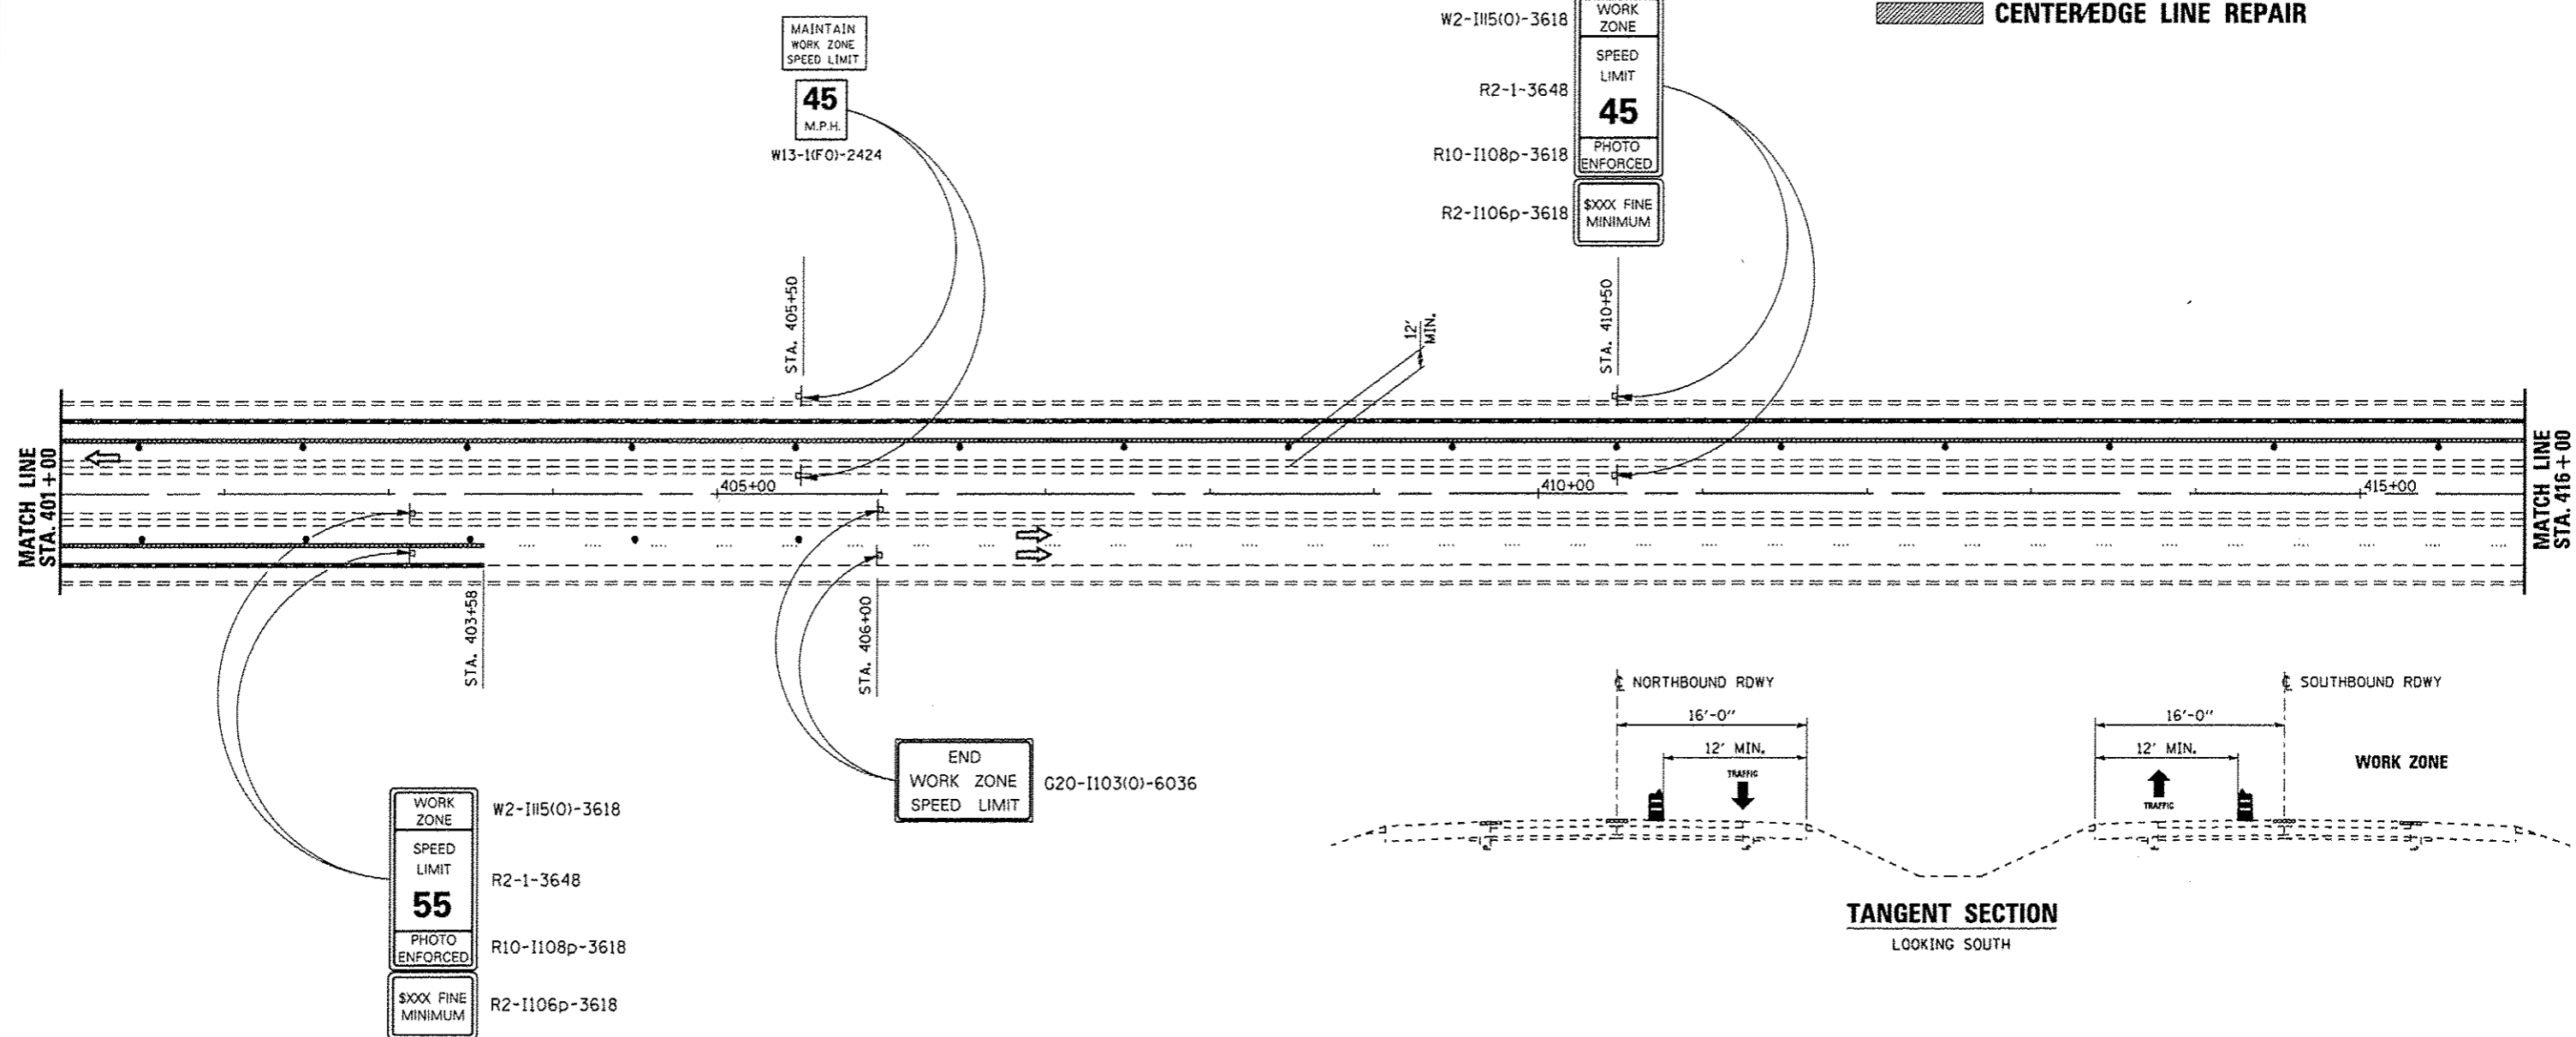 MAINTAIN
WORK ZONE
SPEED LIMIT
45
M.P.H.
W13-1(FO)-2424
W2-I115(O)-3618
WORK
ZONE
R2-1-3648
SPEED
LIMIT
45
R10-I108p-3618
PHOTO
ENFORCED
R2-I106p-3618
$XXX FINE
MINIMUM
CENTER/EDGE LINE REPAIR
STA. 405+50
12'
MIN.
STA. 410+50
MATCH LINE
STA. 401+00
405+00
410+00
415+00
MATCH LINE
STA. 416+00
STA. 403+58
STA. 406+00
END
WORK ZONE
SPEED LIMIT
G20-I103(O)-6036
WORK
ZONE
W2-I115(O)-3618
SPEED
LIMIT
55
R2-1-3648
PHOTO
ENFORCED
R10-I108p-3618
$XXX FINE
MINIMUM
R2-I106p-3618
℄ NORTHBOUND RDWY
16'-0"
12' MIN.
TRAFFIC
℄ SOUTHBOUND RDWY
16'-0"
12' MIN.
TRAFFIC
WORK ZONE
TANGENT SECTION
LOOKING SOUTH